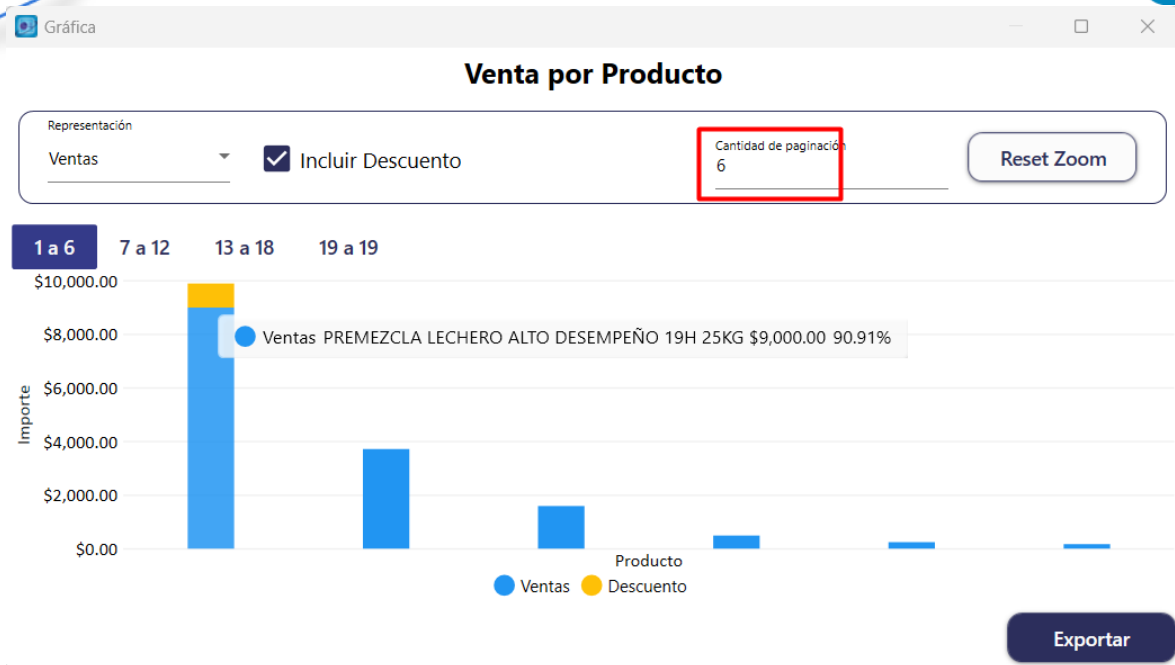 Gráfica
Venta por Producto
Representación
Ventas
Incluir Descuento
Cantidad de paginación
6
Reset Zoom
1 a 6 7 a 12 13 a 18 19 a 19
$10,000.00
$8,000.00
Ventas PREMEZCLA LECHERO ALTO DESEMPEÑO 19H 25KG $9,000.00 90.91%
$6,000.00
Importe
$4,000.00
$2,000.00
$0.00
Producto
Ventas Descuento
Exportar